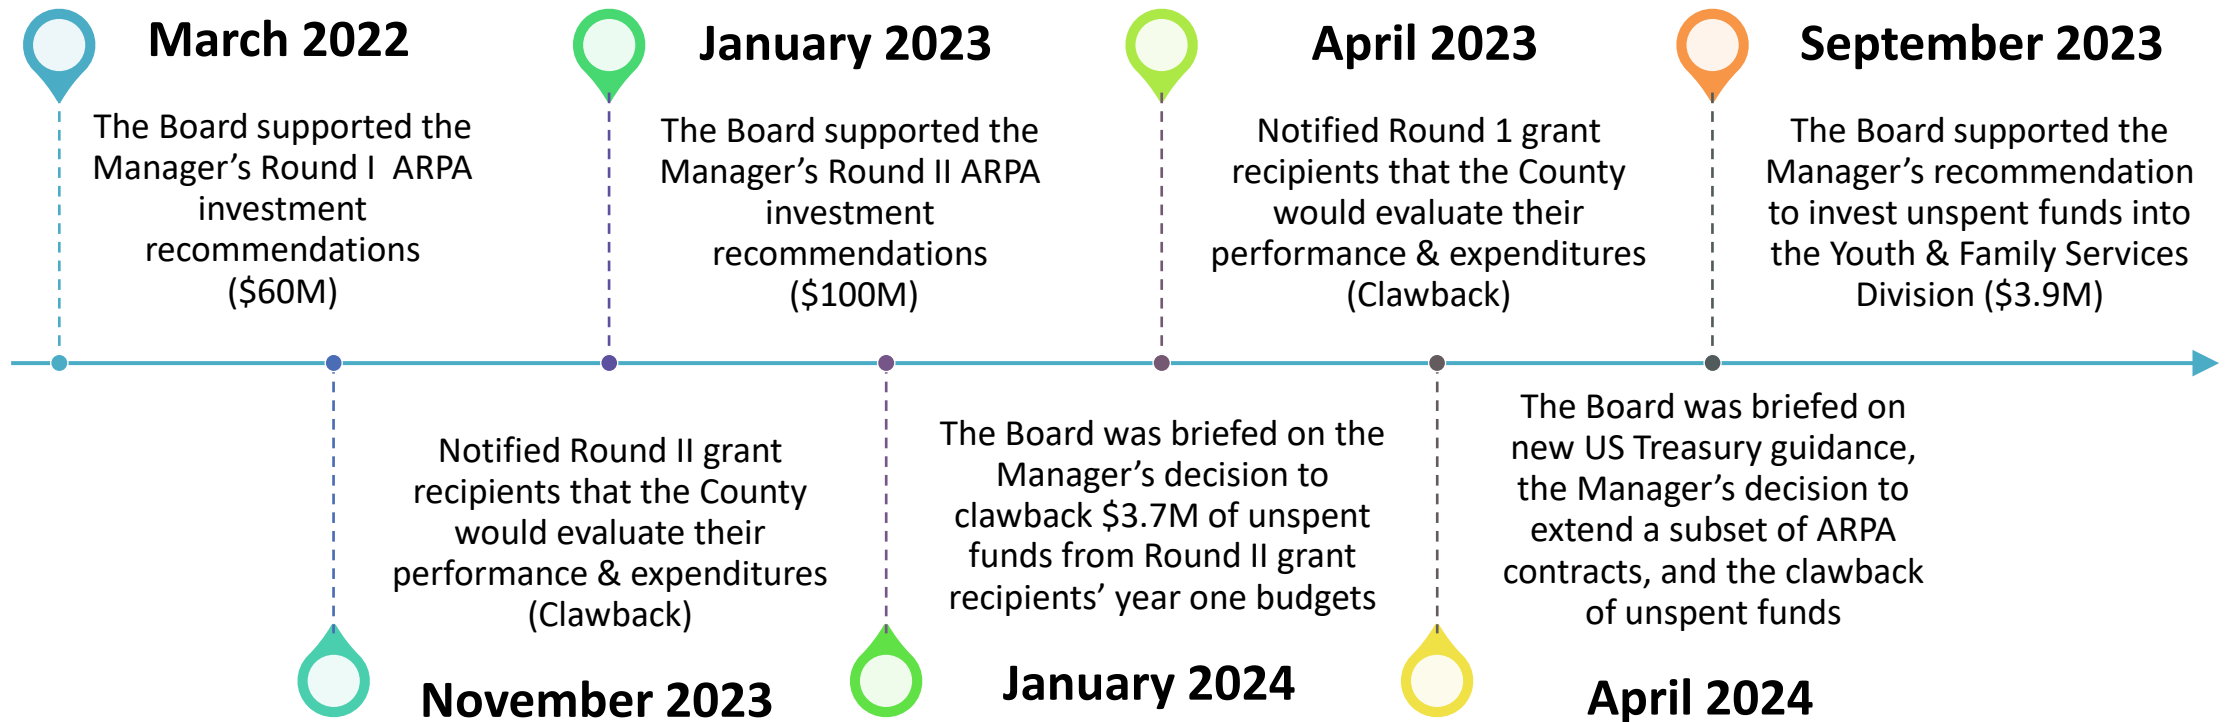 March 2022
The Board supported the
Manager’s Round I  ARPA
investment
recommendations
($60M)
January 2023
The Board supported the
Manager’s Round II ARPA
investment
recommendations
($100M)
April 2023
Notified Round 1 grant
recipients that the County
would evaluate their
performance & expenditures
(Clawback)
September 2023
The Board supported the
Manager’s recommendation
to invest unspent funds into
the Youth & Family Services
Division ($3.9M)
Notified Round II grant
recipients that the County
would evaluate their
performance & expenditures
(Clawback)
November 2023
The Board was briefed on the
Manager’s decision to
clawback $3.7M of unspent
funds from Round II grant
recipients’ year one budgets
January 2024
The Board was briefed on
new US Treasury guidance,
the Manager’s decision to
extend a subset of ARPA
contracts, and the clawback
of unspent funds
April 2024